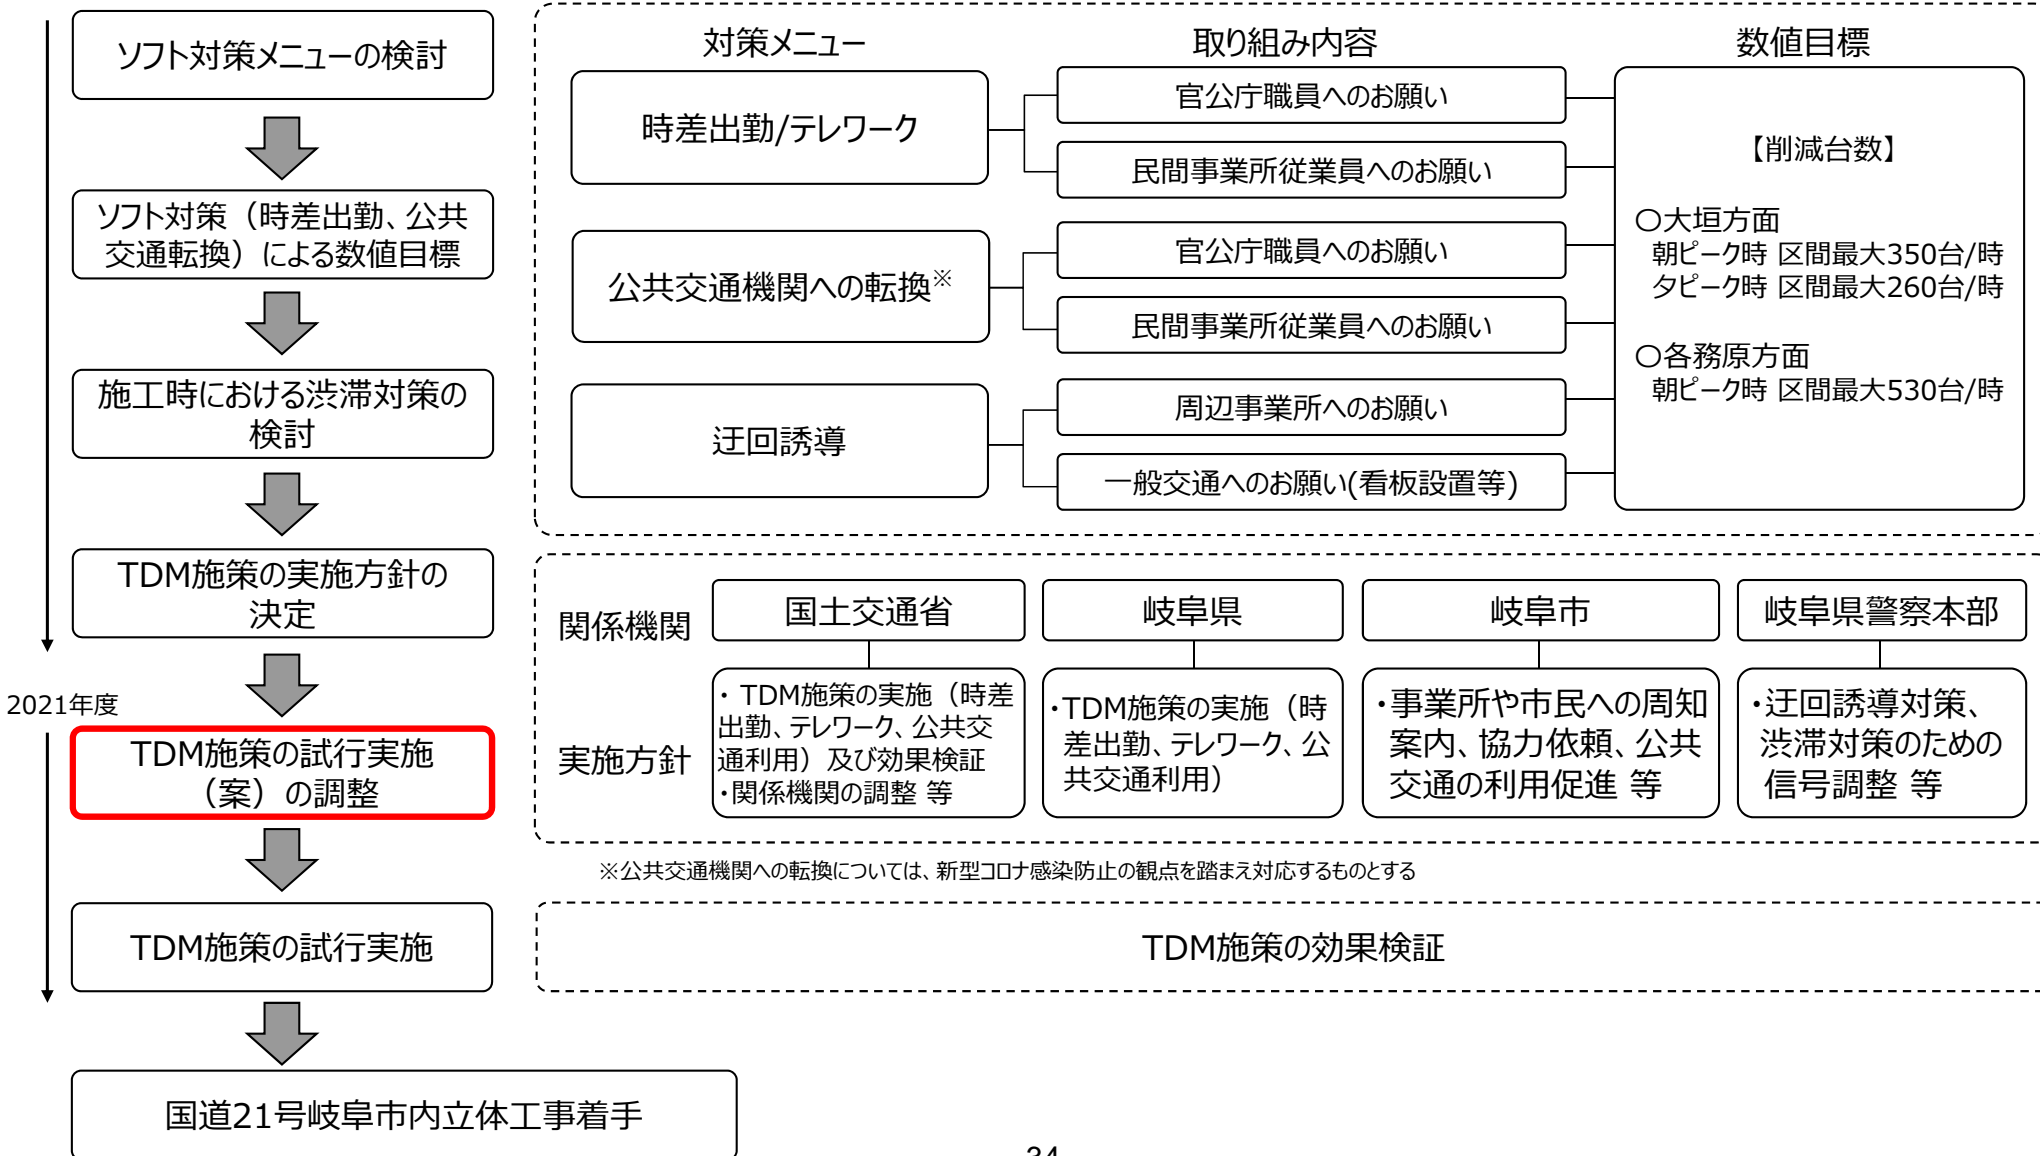 ソフト対策メニューの検討
ソフト対策（時差出勤、公共
交通転換）による数値目標
施工時における渋滞対策の
検討
TDM施策の実施方針の
決定
2021年度
TDM施策の試行実施
（案）の調整
TDM施策の試行実施
国道21号岐阜市内立体工事着手
対策メニュー
取り組み内容
数値目標
時差出勤/テレワーク
官公庁職員へのお願い
民間事業所従業員へのお願い
公共交通機関への転換※
官公庁職員へのお願い
民間事業所従業員へのお願い
迂回誘導
周辺事業所へのお願い
一般交通へのお願い(看板設置等)
【削減台数】
〇大垣方面
朝ピーク時 区間最大350台/時
夕ピーク時 区間最大260台/時
〇各務原方面
朝ピーク時 区間最大530台/時
関係機関
国土交通省
岐阜県
岐阜市
岐阜県警察本部
実施方針
・ TDM施策の実施（時差
出勤、テレワーク、公共交
通利用）及び効果検証
・関係機関の調整 等
・TDM施策の実施（時
差出勤、テレワーク、公
共交通利用）
・事業所や市民への周知
案内、協力依頼、公共
交通の利用促進 等
・迂回誘導対策、
渋滞対策のための
信号調整 等
※公共交通機関への転換については、新型コロナ感染防止の観点を踏まえ対応するものとする
TDM施策の効果検証
34